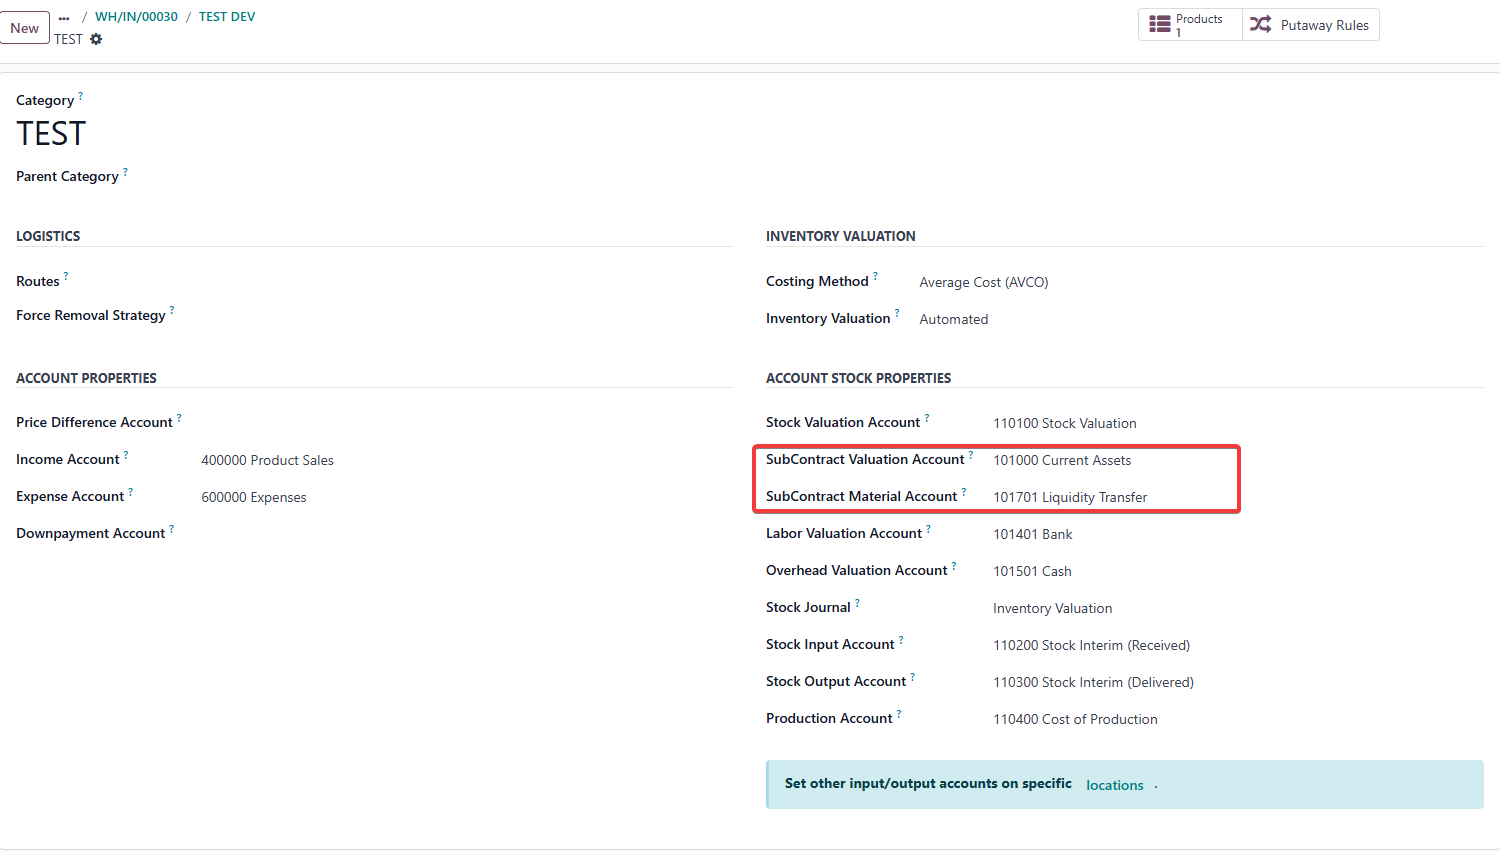 New
... / WH/IN/00030 / TEST DEV
TEST
Products
1
Putaway Rules
Category ?
TEST
Parent Category ?
LOGISTICS
Routes ?
Force Removal Strategy ?
INVENTORY VALUATION
Costing Method ? Average Cost (AVCO)
Inventory Valuation ? Automated
ACCOUNT PROPERTIES
Price Difference Account ?
Income Account ? 400000 Product Sales
Expense Account ? 600000 Expenses
Downpayment Account ?
ACCOUNT STOCK PROPERTIES
Stock Valuation Account ? 110100 Stock Valuation
SubContract Valuation Account ? 101000 Current Assets
SubContract Material Account ? 101701 Liquidity Transfer
Labor Valuation Account ? 101401 Bank
Overhead Valuation Account ? 101501 Cash
Stock Journal ? Inventory Valuation
Stock Input Account ? 110200 Stock Interim (Received)
Stock Output Account ? 110300 Stock Interim (Delivered)
Production Account ? 110400 Cost of Production
Set other input/output accounts on specific locations .